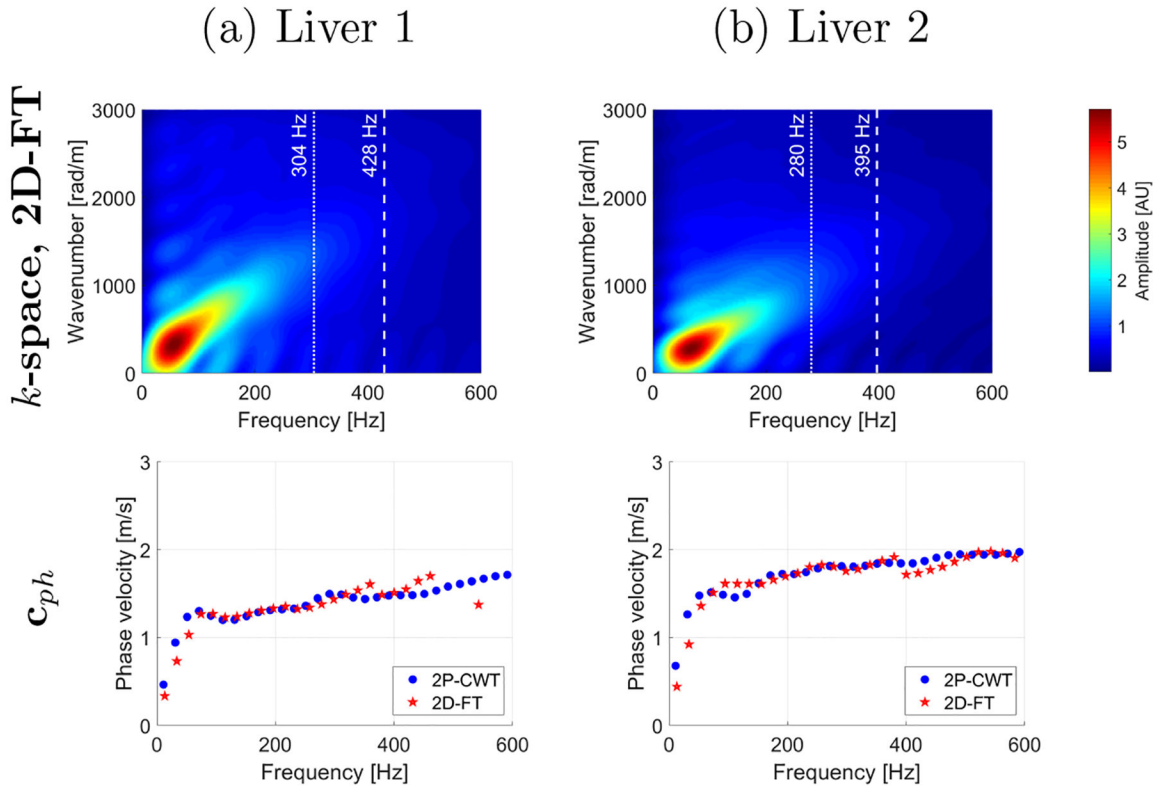 (a) Liver 1
(b) Liver 2
k-space, 2D-FT
Wavenumber [rad/m]
3000
2000
1000
0
304 Hz
428 Hz
0
200
400
600
Frequency [Hz]
Wavenumber [rad/m]
3000
2000
1000
0
280 Hz
395 Hz
0
200
400
600
Frequency [Hz]
5
4
3
2
1
Amplitude [AU]
c_ph
Phase velocity [m/s]
3
2
1
0
2P-CWT
2D-FT
0
200
400
600
Frequency [Hz]
Phase velocity [m/s]
3
2
1
0
2P-CWT
2D-FT
0
200
400
600
Frequency [Hz]